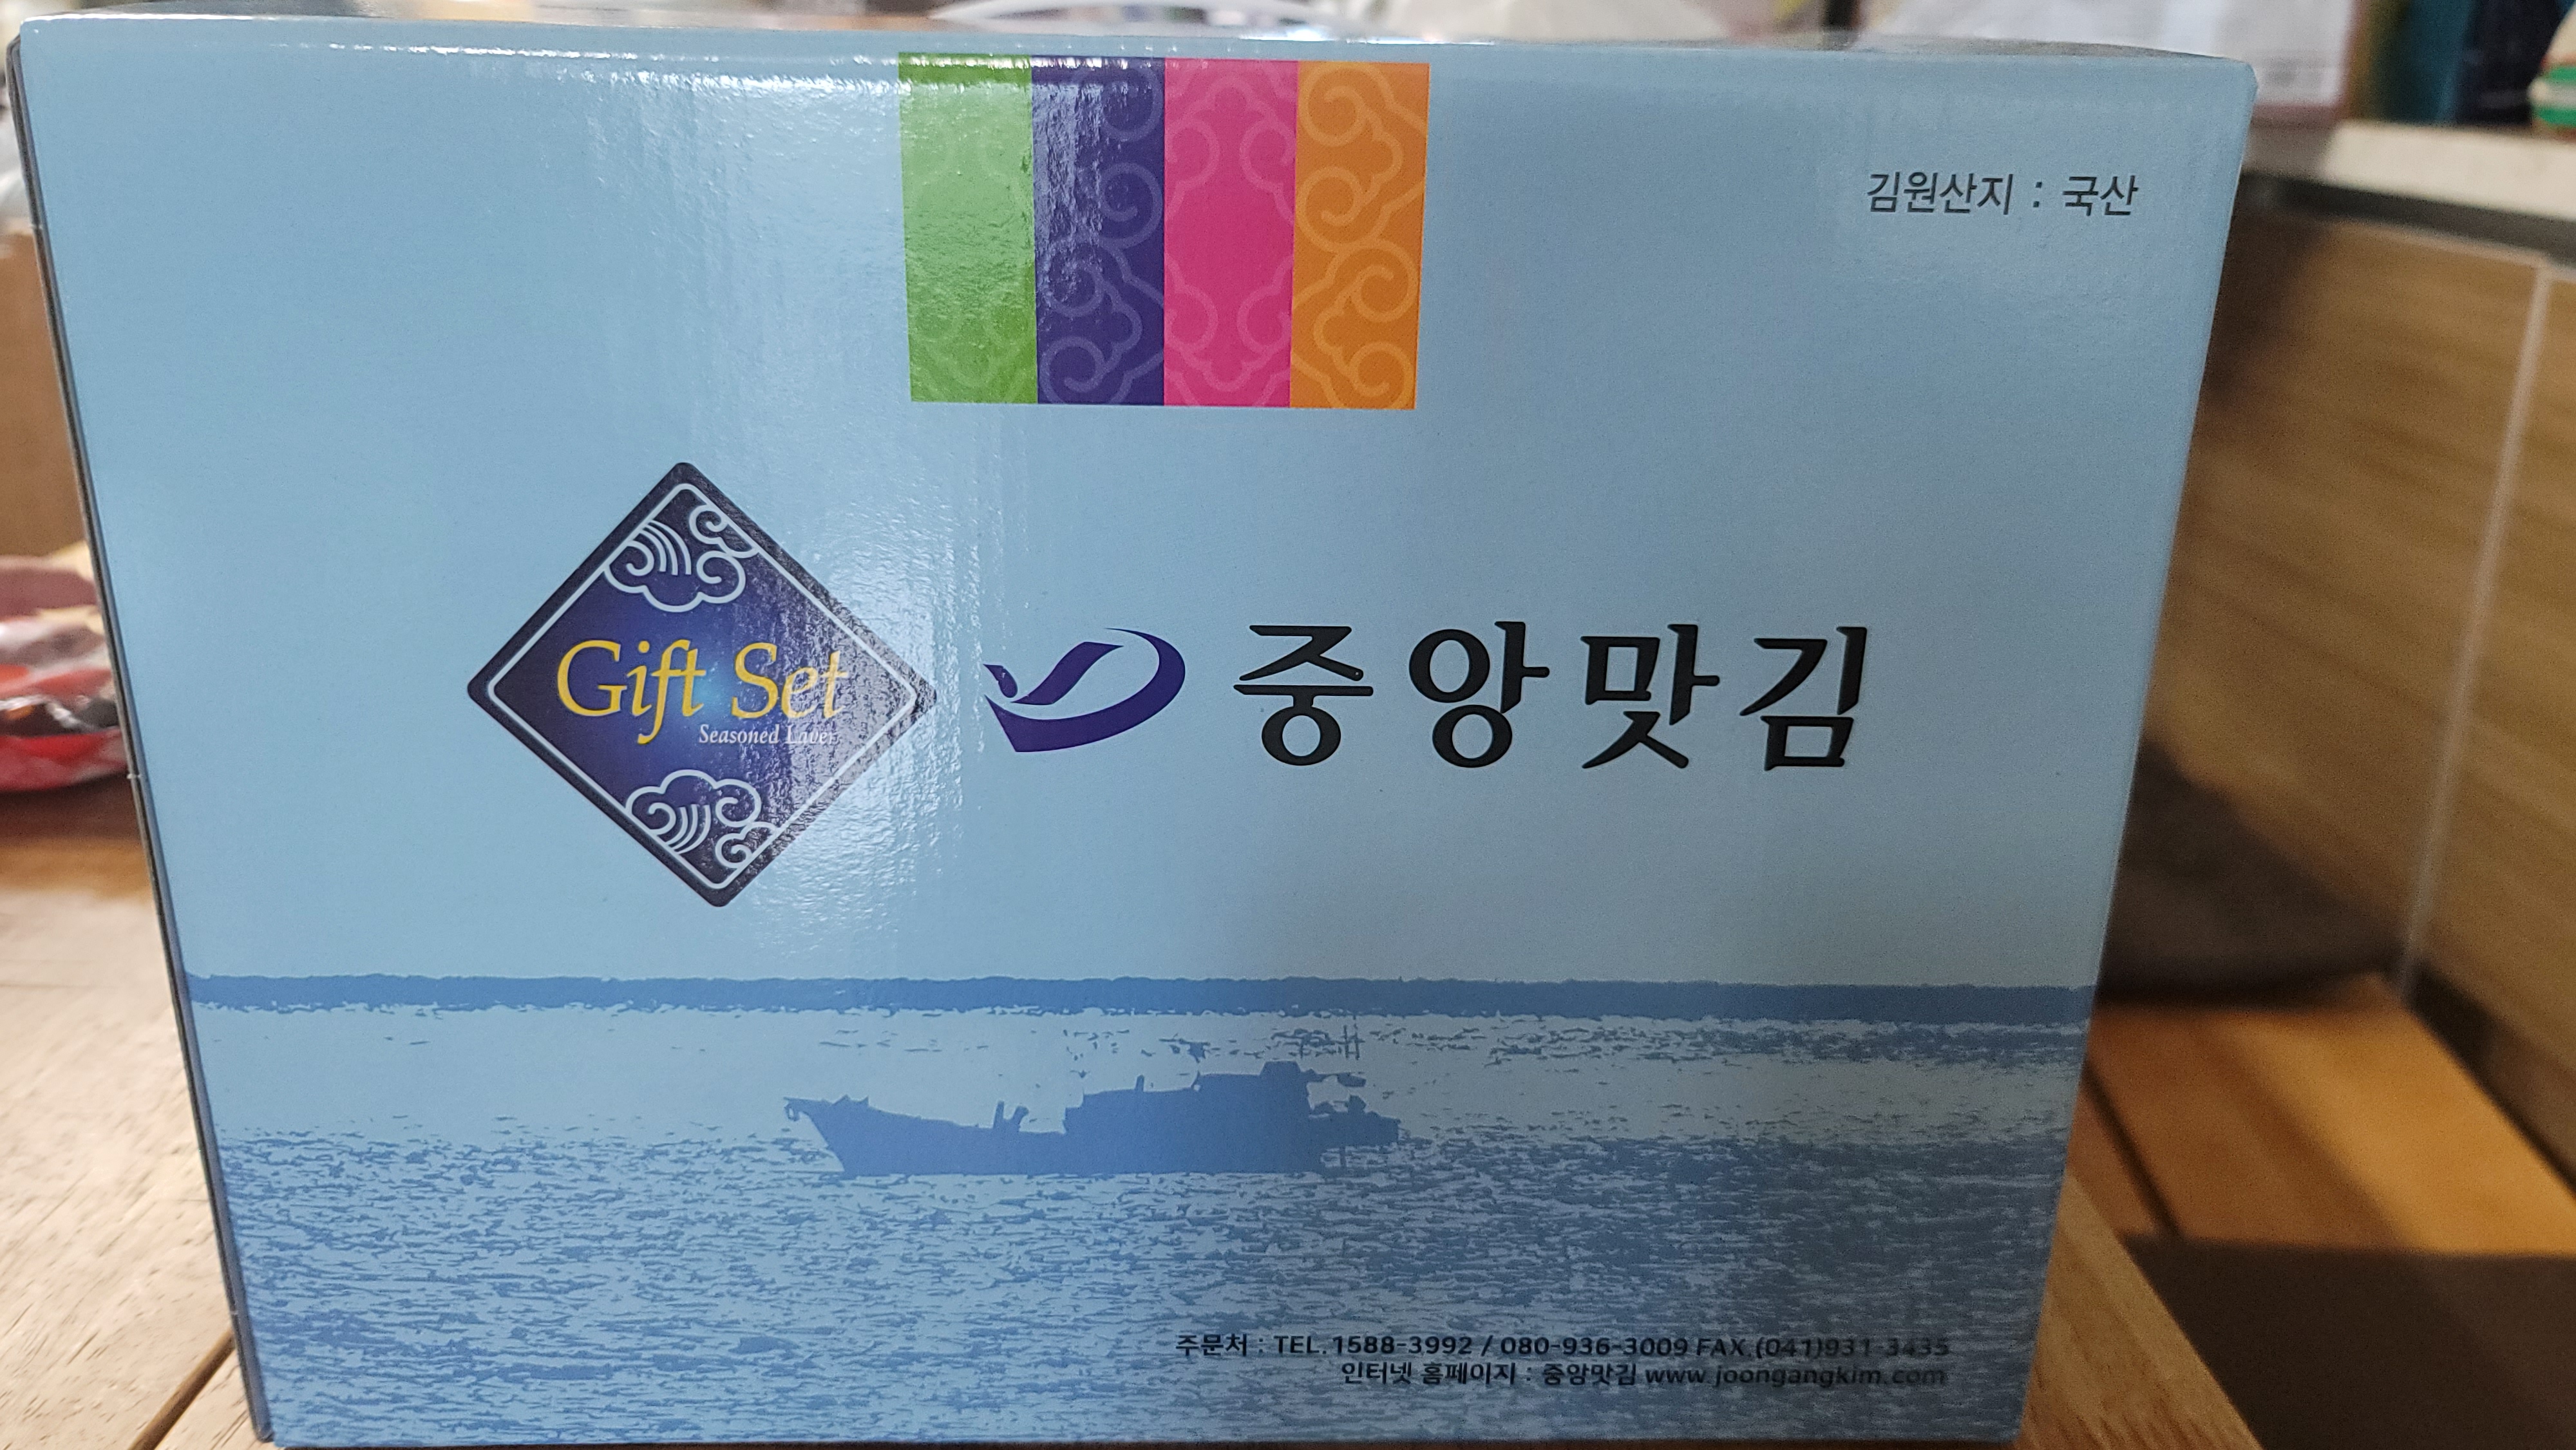 김원산지 : 국산
Gift Set
Seasoned Laver
중앙맛김
주문처 : TEL.1588-3992 / 080-936-3009 FAX.(041)931-3435
인터넷 홈페이지 : 중앙맛김 www.joongangkim.com